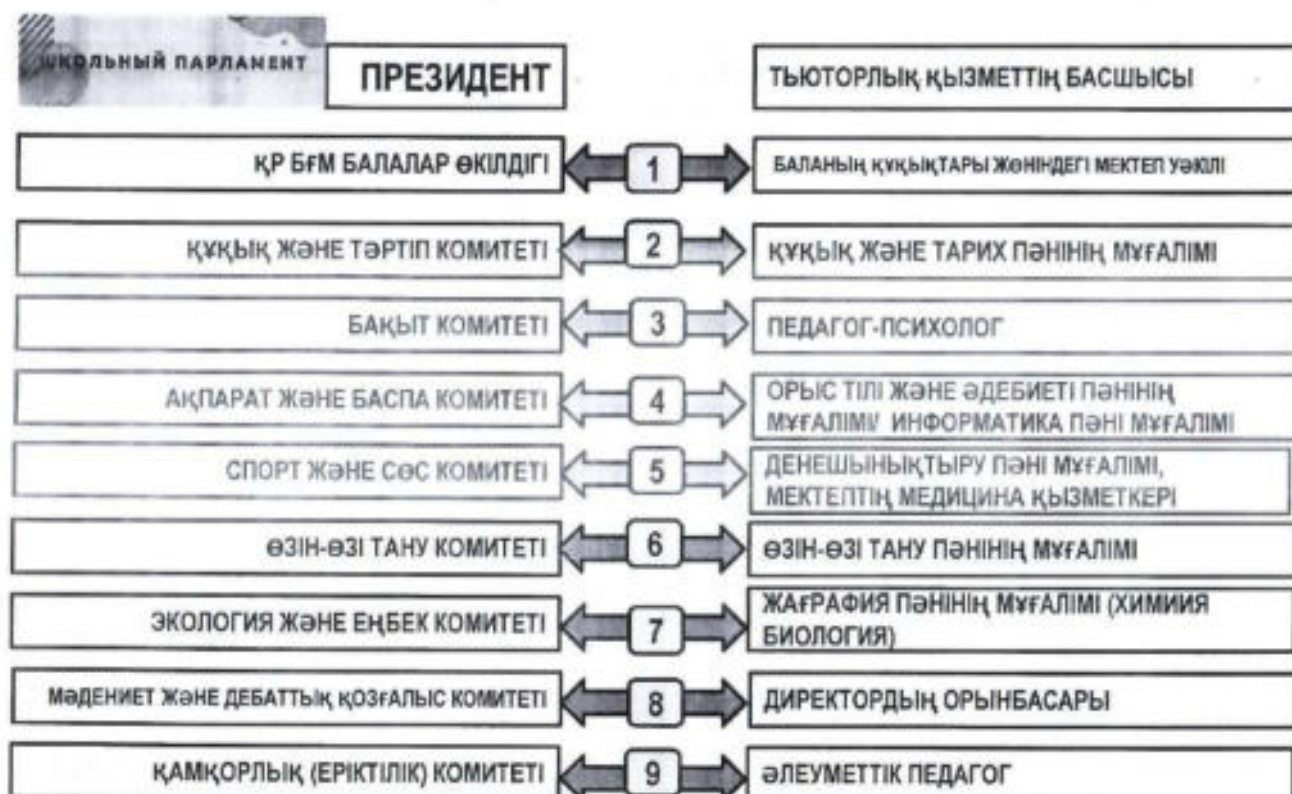 ШКОЛЬНЫЙ ПАРЛАМЕНТ
ПРЕЗИДЕНТ
ТЬЮТОРЛЫҚ ҚЫЗМЕТТІҢ БАСШЫСЫ
ҚР БҒМ БАЛАЛАР ӨКІЛДІГІ
1
БАЛАНЫҢ ҚҰҚЫҚТАРЫ ЖӨНІНДЕГІ МЕКТЕП УӘКІЛІ
ҚҰҚЫҚ ЖӘНЕ ТӘРТІП КОМИТЕТІ
2
ҚҰҚЫҚ ЖӘНЕ ТАРИХ ПӘНІНІҢ МҰҒАЛІМІ
БАҚЫТ КОМИТЕТІ
3
ПЕДАГОГ-ПСИХОЛОГ
АҚПАРАТ ЖӘНЕ БАСПА КОМИТЕТІ
4
ОРЫС ТІЛІ ЖӘНЕ ӘДЕБИЕТІ ПӘНІНІҢ
МҰҒАЛІМІ/ ИНФОРМАТИКА ПӘНІ МҰҒАЛІМІ
СПОРТ ЖӘНЕ СӨС КОМИТЕТІ
5
ДЕНЕШЫНЫҚТЫРУ ПӘНІ МҰҒАЛІМІ,
МЕКТЕПТІҢ МЕДИЦИНА ҚЫЗМЕТКЕРІ
ӨЗІН-ӨЗІ ТАНУ КОМИТЕТІ
6
ӨЗІН-ӨЗІ ТАНУ ПӘНІНІҢ МҰҒАЛІМІ
ЭКОЛОГИЯ ЖӘНЕ ЕҢБЕК КОМИТЕТІ
7
ЖАҒРАФИЯ ПӘНІНІҢ МҰҒАЛІМІ (ХИМИИЯ
БИОЛОГИЯ)
МӘДЕНИЕТ ЖӘНЕ ДЕБАТТЫҚ ҚОЗҒАЛЫС КОМИТЕТІ
8
ДИРЕКТОРДЫҢ ОРЫНБАСАРЫ
ҚАМҚОРЛЫҚ (ЕРІКТІЛІК) КОМИТЕТІ
9
ӘЛЕУМЕТТІК ПЕДАГОГ